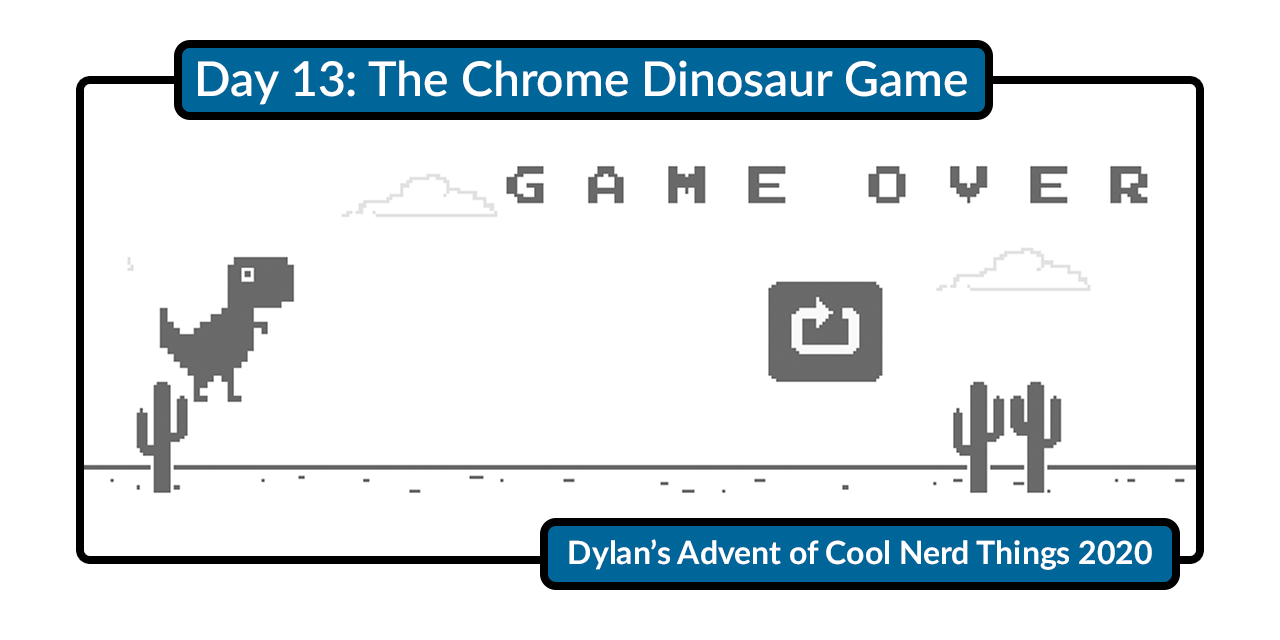 Day 13: The Chrome Dinosaur Game
GAME OVER
Dylan’s Advent of Cool Nerd Things 2020